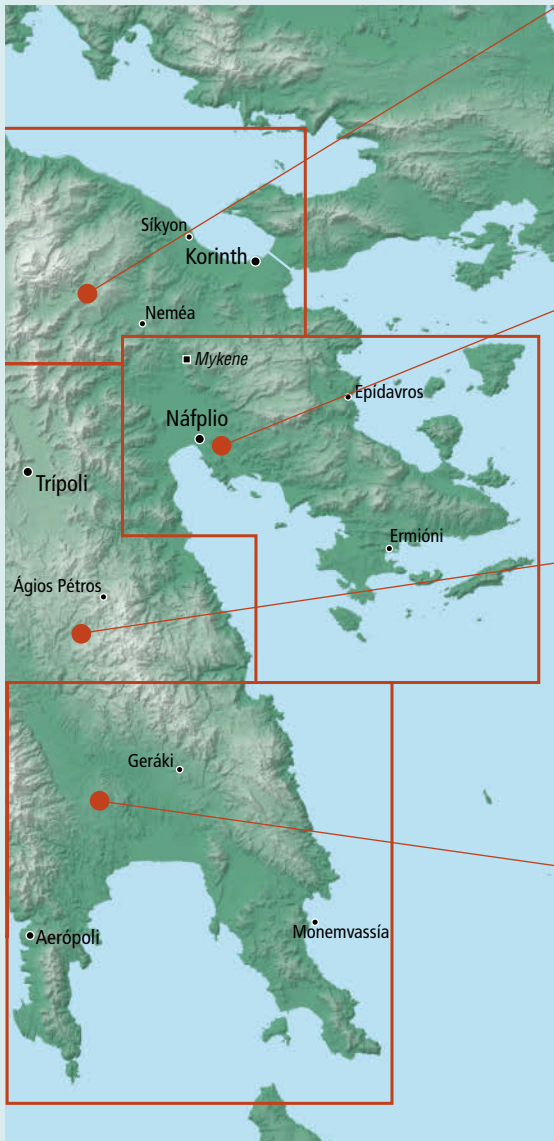 Síkyon
Korinth
Neméa
Mykene
Epidavros
Náfplio
Trípoli
Ermióni
Ágios Pétros
Geráki
Monemvassía
Aerópoli